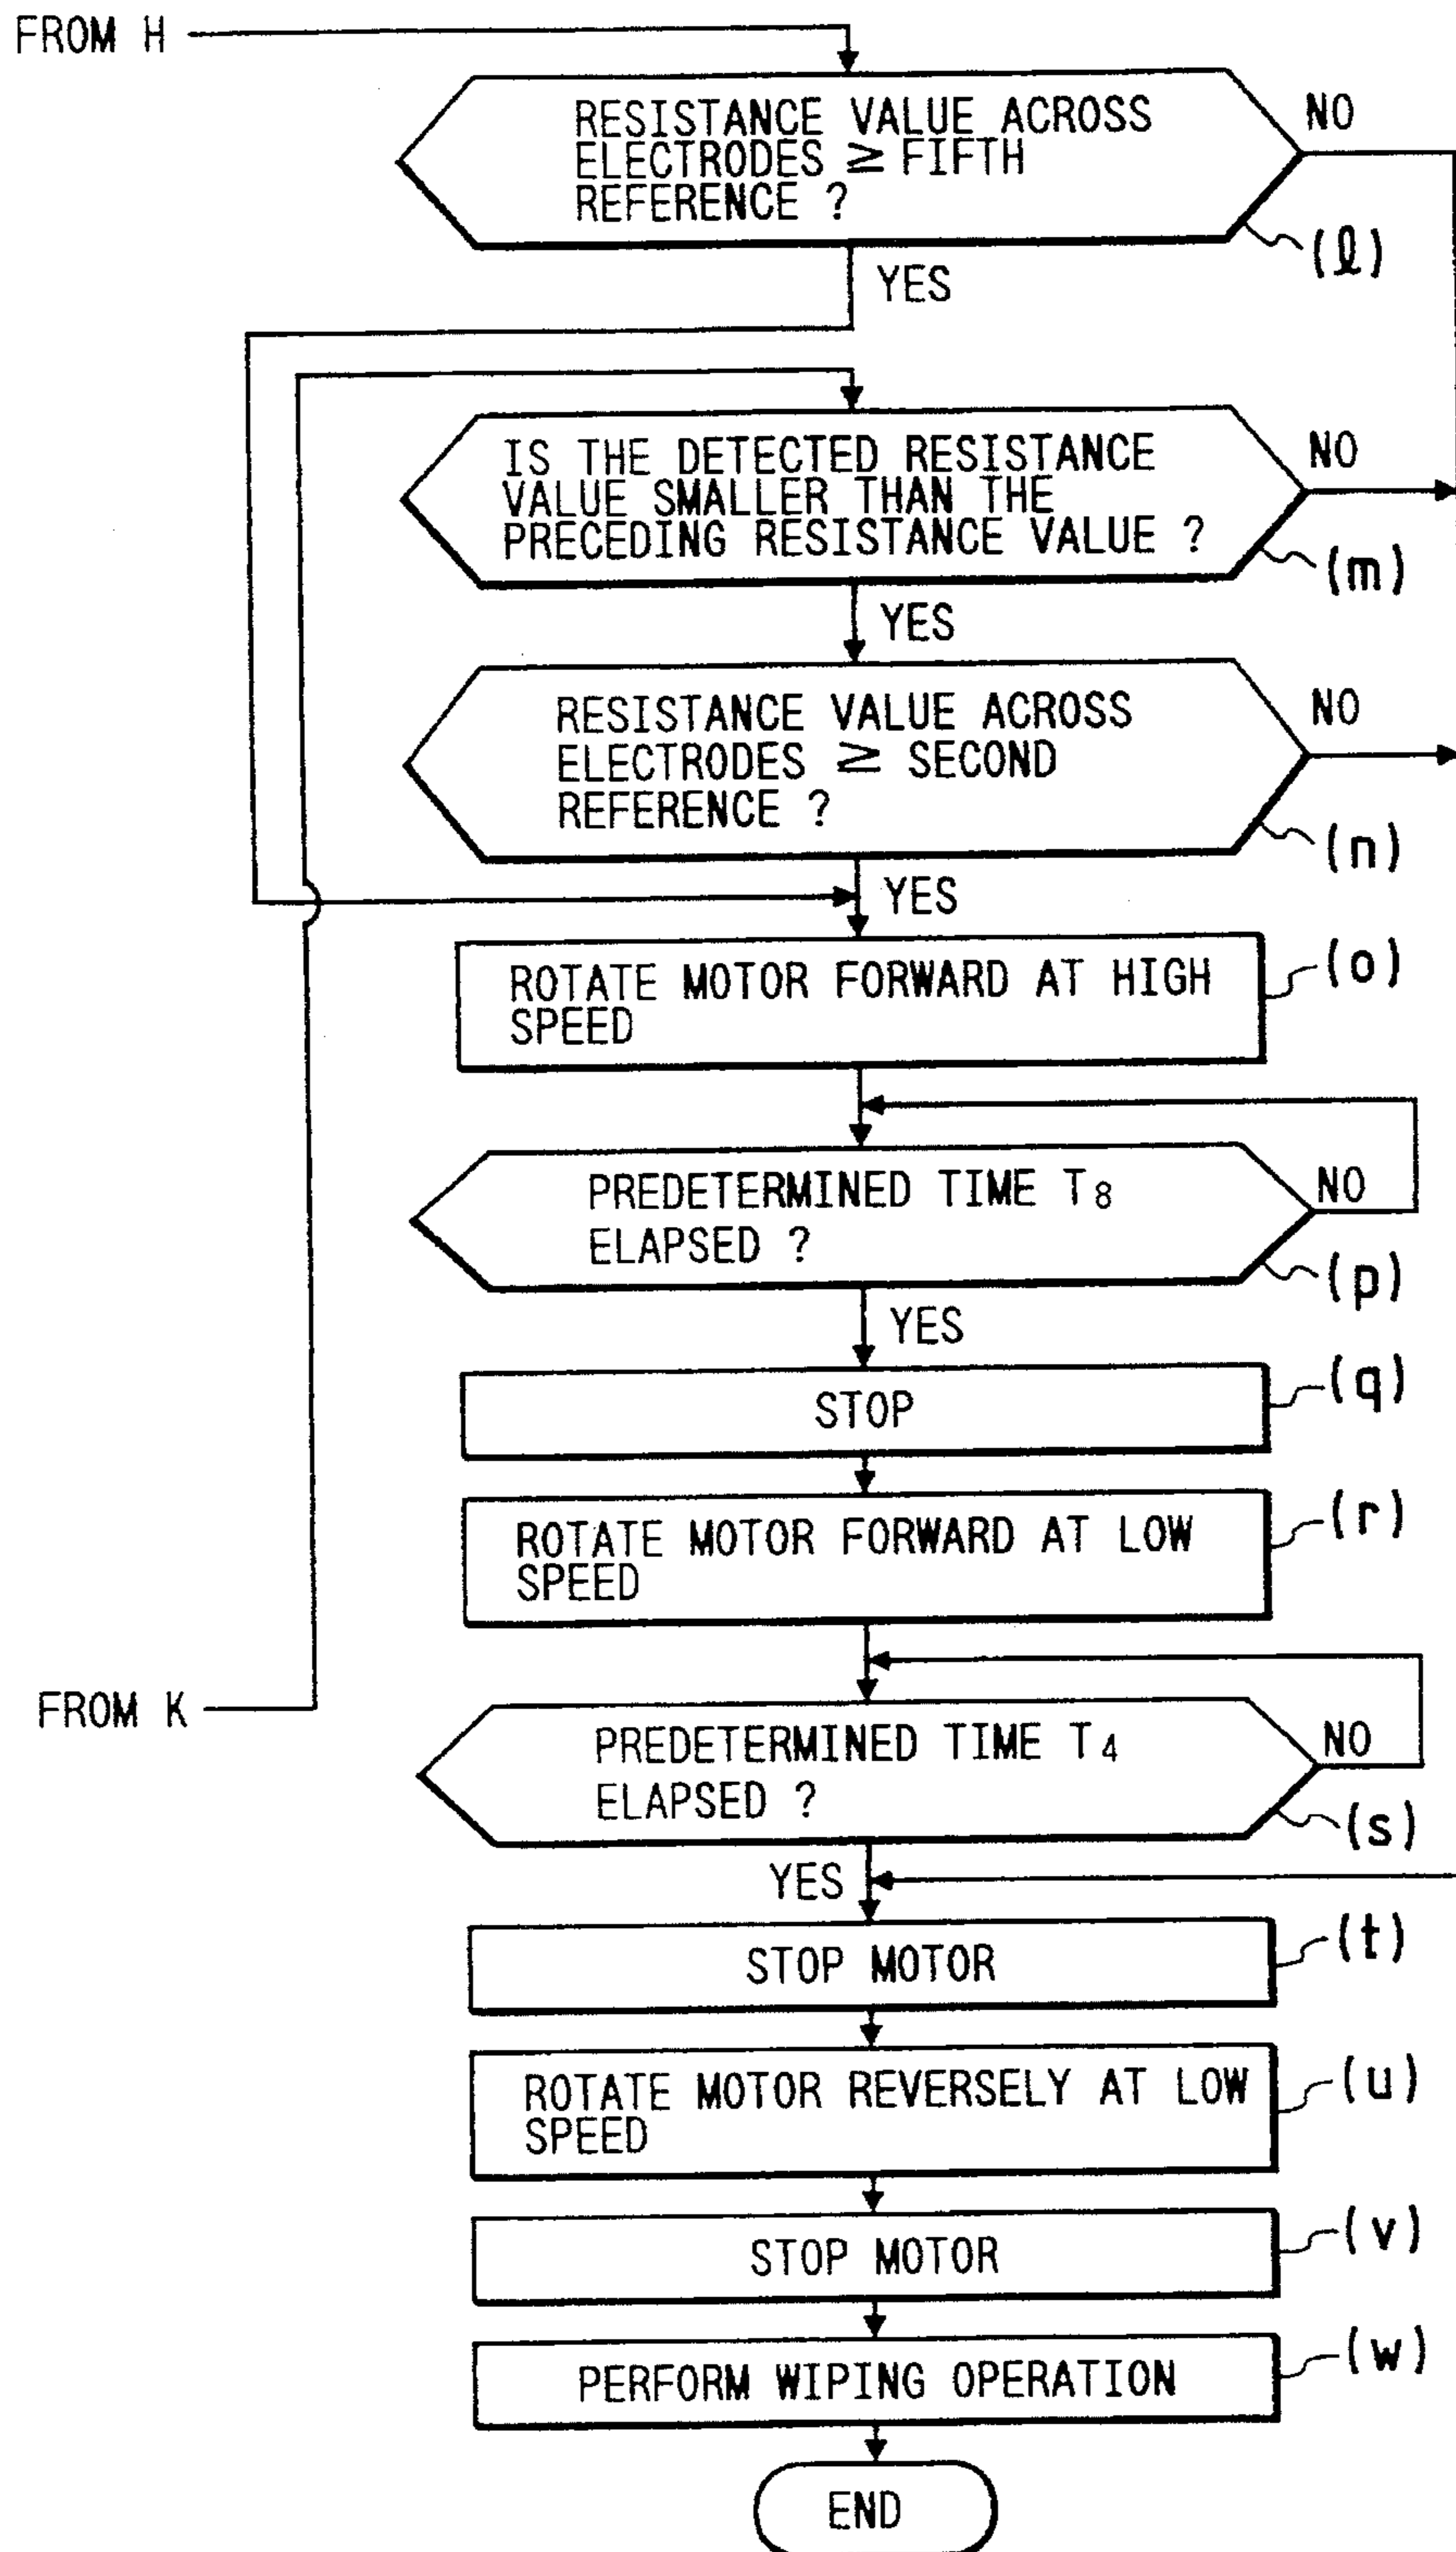 FROM H
RESISTANCE VALUE ACROSS
ELECTRODES ≧ FIFTH
REFERENCE ?
NO
(ℓ)
YES
IS THE DETECTED RESISTANCE
VALUE SMALLER THAN THE
PRECEDING RESISTANCE VALUE ?
NO
(m)
YES
RESISTANCE VALUE ACROSS
ELECTRODES ≧ SECOND
REFERENCE ?
NO
(n)
YES
ROTATE MOTOR FORWARD AT HIGH
SPEED
(o)
PREDETERMINED TIME T8
ELAPSED ?
NO
(p)
YES
STOP
(q)
ROTATE MOTOR FORWARD AT LOW
SPEED
(r)
FROM K
PREDETERMINED TIME T4
ELAPSED ?
NO
(s)
YES
STOP MOTOR
(t)
ROTATE MOTOR REVERSELY AT LOW
SPEED
(u)
STOP MOTOR
(v)
PERFORM WIPING OPERATION
(w)
END